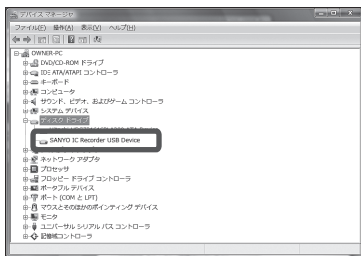 デバイス マネージャ
ファイル(F) 操作(A) 表示(V) ヘルプ(H)
OWNER-PC
DVD/CD-ROM ドライブ
IDE ATA/ATAPI コントローラ
キーボード
コンピュータ
サウンド、ビデオ、およびゲーム コントローラ
システム デバイス
ディスク ドライブ
SANYO IC Recorder USB Device
ネットワーク アダプタ
プロセッサ
フロッピー ドライブ コントローラ
ポータブル デバイス
ポート (COM と LPT)
マウスとそのほかのポインティング デバイス
モニタ
ユニバーサル シリアル バス コントローラ
記憶域コントローラ